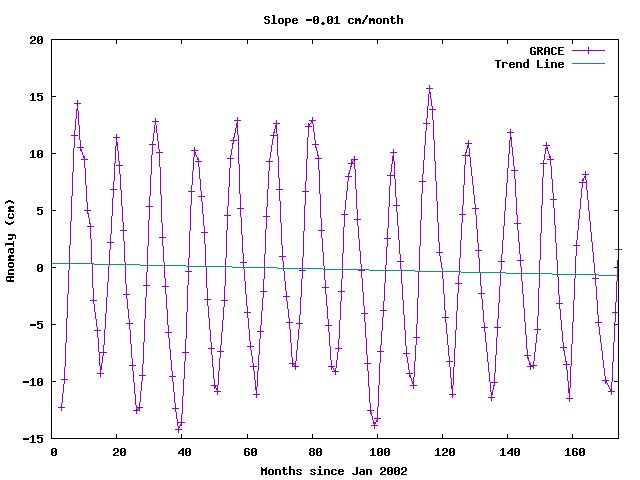 Slope -0.01 cm/month
20
GRACE
Trend Line
15
10
5
0
-5
-10
-15
Anomaly (cm)
0 20 40 60 80 100 120 140 160
Months since Jan 2002